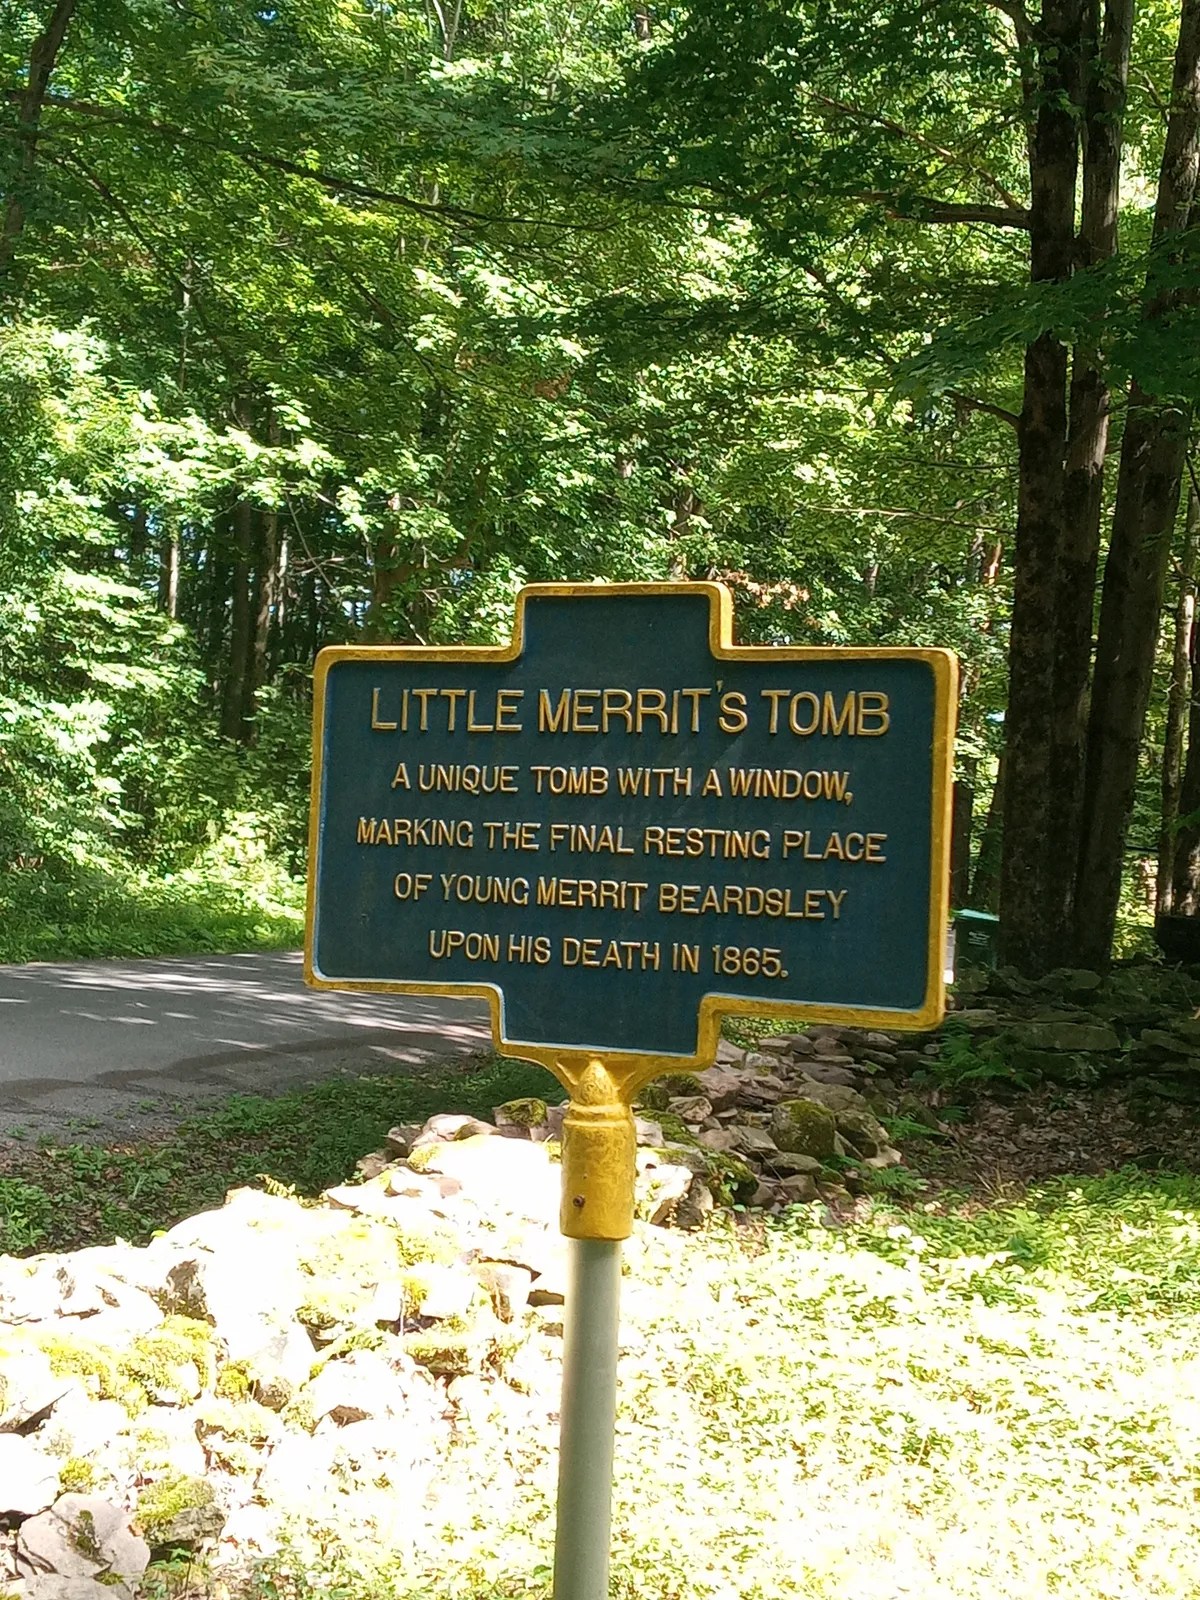 LITTLE MERRIT'S TOMB
A UNIQUE TOMB WITH A WINDOW,
MARKING THE FINAL RESTING PLACE
OF YOUNG MERRIT BEARDSLEY
UPON HIS DEATH IN 1865.